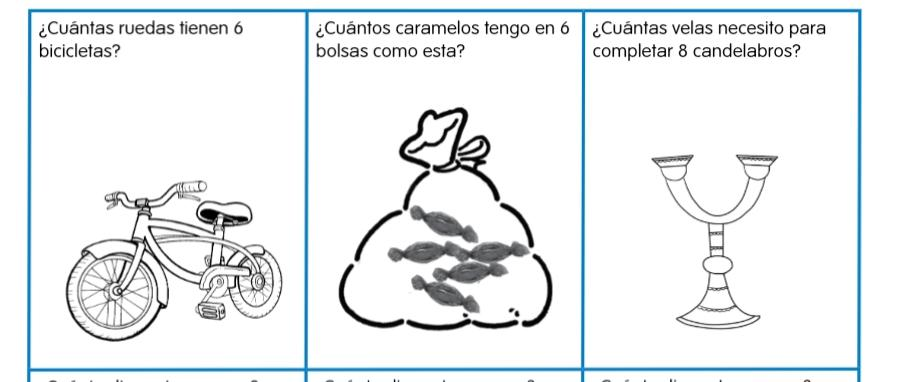 ¿Cuántas ruedas tienen 6
bicicletas?
¿Cuántos caramelos tengo en 6
bolsas como esta?
¿Cuántas velas necesito para
completar 8 candelabros?